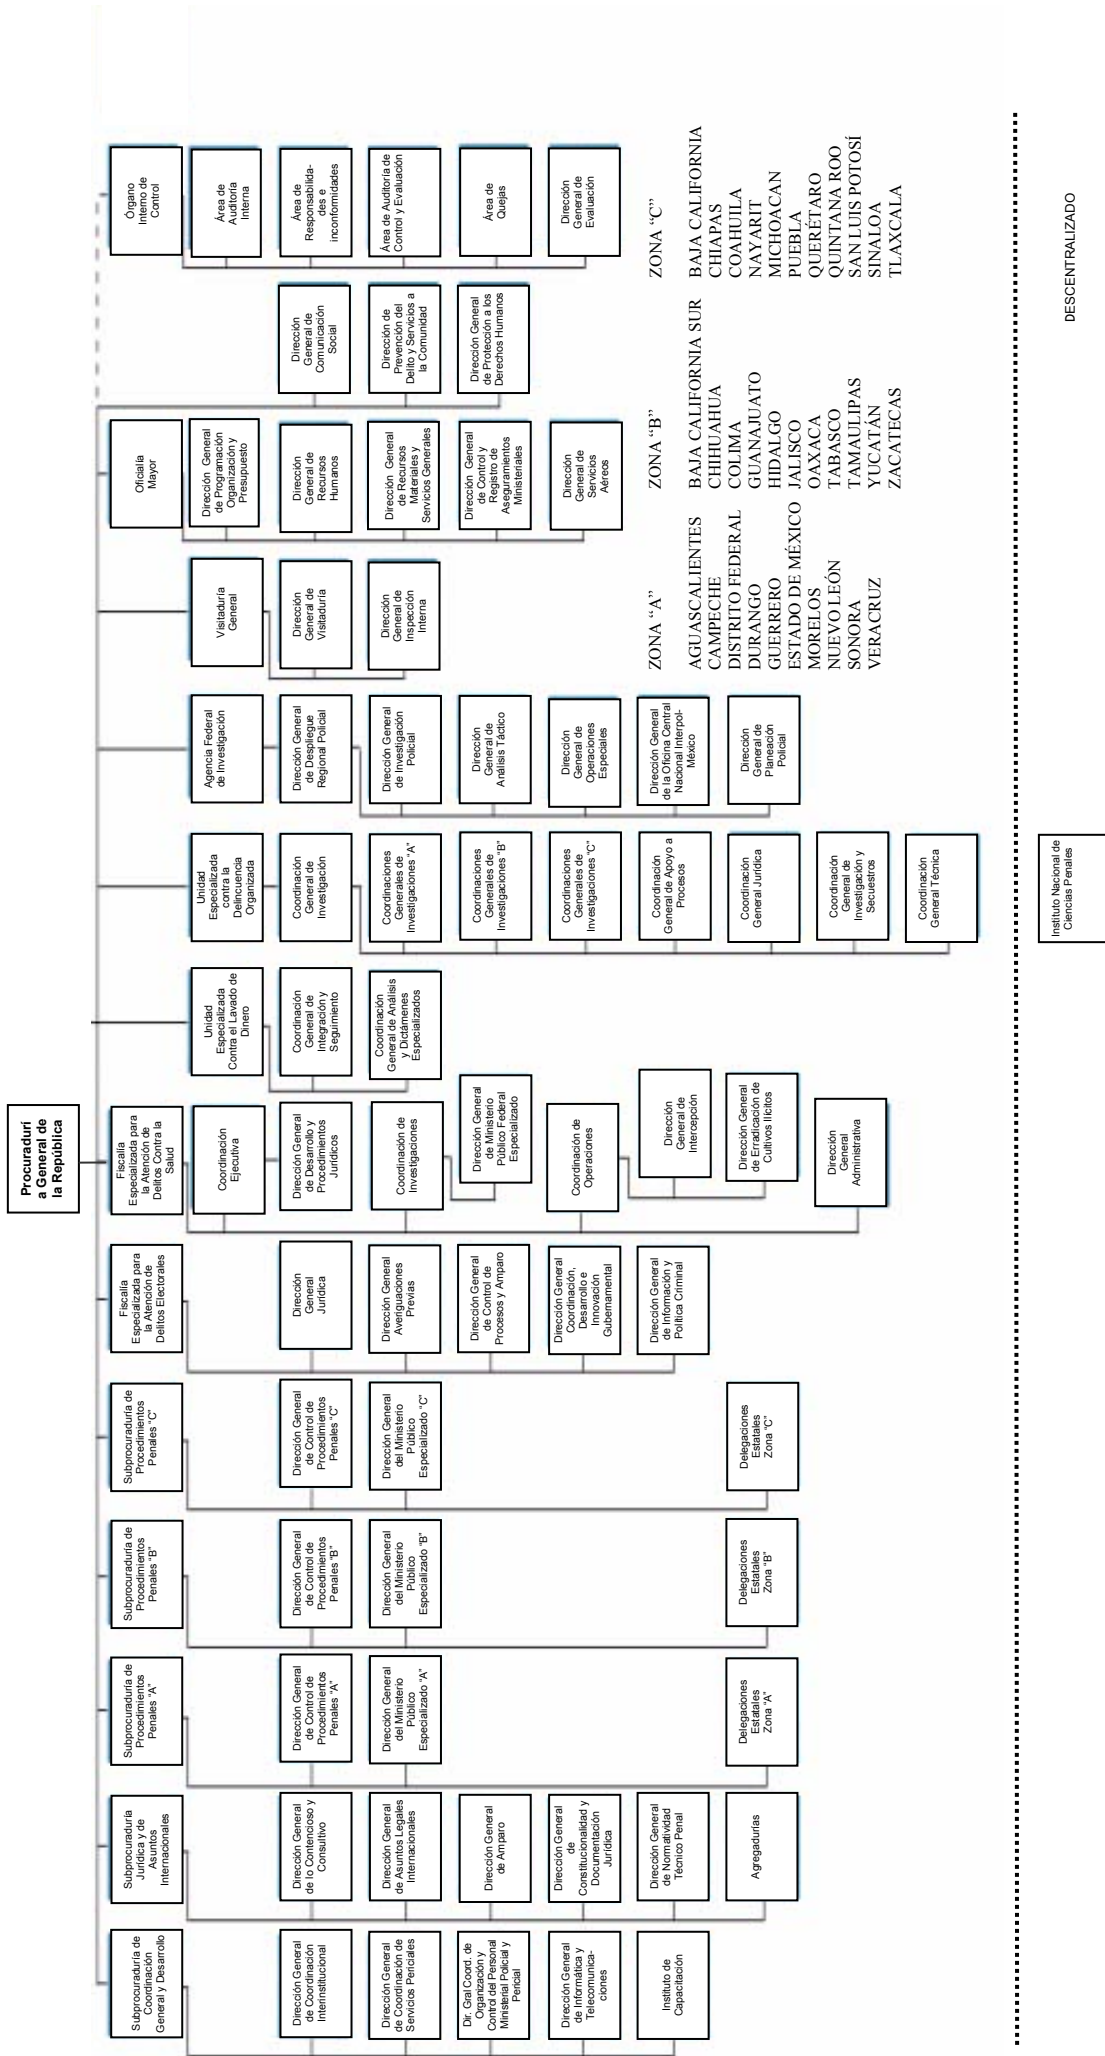 Procuradurí
a General de
la República
Subprocuraduría de
Coordinación
General y Desarrollo
Dirección General
de Coordinación
Interinstitucional
Dirección General
de Coordinación de
Servicios Periciales
Dir. Gral Coord. de
Organización y
Control del Personal
Ministerial Policial y
Pericial
Dirección General
de Informática y
Telecomunica-
ciones
Instituto de
Capacitación
Subprocuraduría
Jurídica y de
Asuntos
Internacionales
Dirección General
de lo Contencioso y
Consultivo
Dirección General
de Asuntos Legales
Internacionales
Dirección General
de Amparo
Dirección General
de
Constitucionalidad y
Documentación
Jurídica
Dirección General
de Normatividad
Técnico Penal
Agregadurías
Subprocuraduría de
Procedimientos
Penales "A"
Dirección General
de Control de
Procedimientos
Penales "A"
Dirección General
del Ministerio
Público
Especializado "A"
Delegaciones
Estatales
Zona "A"
Subprocuraduría de
Procedimientos
Penales "B"
Dirección General
de Control de
Procedimientos
Penales "B"
Dirección General
del Ministerio
Público
Especializado "B"
Delegaciones
Estatales
Zona "B"
Subprocuraduría de
Procedimientos
Penales "C"
Dirección General
de Control de
Procedimientos
Penales "C"
Dirección General
del Ministerio
Público
Especializado "C"
Delegaciones
Estatales
Zona "C"
Fiscalía
Especializada para
la Atención de
Delitos Electorales
Dirección
General
Jurídica
Dirección General
Averiguaciones
Previas
Dirección General
de Control de
Procesos y Amparo
Dirección General
Coordinación,
Desarrollo e
Innovación
Gubernamental
Dirección General
de Información y
Política Criminal
Fiscalía
Especializada para
la Atención de
Delitos Contra la
Salud
Coordinación
Ejecutiva
Dirección General
de Desarrollo y
Procedimientos
Jurídicos
Coordinación de
Investigaciones
Dirección General
de Ministerio
Público Federal
Especializado
Coordinación de
Operaciones
Dirección
General de
Intercepción
Dirección General
de Erradicación de
Cultivos Ilícitos
Dirección
General
Administrativa
Unidad
Especializada
Contra el Lavado de
Dinero
Coordinación
General de
Integración y
Seguimiento
Coordinación
General de Análisis
y Dictámenes
Especializados
Unidad
Especializada
contra la
Delincuencia
Organizada
Coordinación
General de
Investigación
Coordinaciones
Generales de
Investigaciones "A"
Coordinaciones
Generales de
Investigaciones "B"
Coordinaciones
Generales de
Investigaciones "C"
Coordinación
General de Apoyo a
Procesos
Coordinación
General Jurídica
Coordinación
General de
Investigación y
Secuestros
Coordinación
General Técnica
Agencia Federal
de Investigación
Dirección General
de Despliegue
Regional Policial
Dirección General
de Investigación
Policial
Dirección
General de
Análisis Táctico
Dirección
General de
Operaciones
Especiales
Dirección General
de la Oficina Central
Nacional Interpol-
México
Dirección
General de
Planeación
Policial
Visitaduría
General
Dirección
General de
Visitaduría
Dirección
General de
Inspección
Interna
Oficialía
Mayor
Dirección General
de Programación
Organización y
Presupuesto
Dirección
General de
Recursos
Humanos
Dirección General
de Recursos
Materiales y
Servicios Generales
Dirección General
de Control y
Registro de
Aseguramientos
Ministeriales
Dirección
General de
Servicios
Aéreos
Dirección
General de
Comunicación
Social
Dirección de
Prevención del
Delito y Servicios a
la Comunidad
Dirección General
de Protección a los
Derechos Humanos
Órgano
Interno de
Control
Área de
Auditoría
Interna
Área de
Responsabilida-
des e
inconformidades
Área de Auditoría de
Control y Evaluación
Área de
Quejas
Dirección
General de
Evaluación
ZONA "A"
AGUASCALIENTES
CAMPECHE
DISTRITO FEDERAL
DURANGO
GUERRERO
ESTADO DE MÉXICO
MORELOS
NUEVO LEÓN
SONORA
VERACRUZ
ZONA "B"
BAJA CALIFORNIA SUR
CHIHUAHUA
COLIMA
GUANAJUATO
HIDALGO
JALISCO
OAXACA
TABASCO
TAMAULIPAS
YUCATÁN
ZACATECAS
ZONA "C"
BAJA CALIFORNIA
CHIAPAS
COAHUILA
NAYARIT
MICHOACAN
PUEBLA
QUERÉTARO
QUINTANA ROO
SAN LUIS POTOSÍ
SINALOA
TLAXCALA
Instituto Nacional de
Ciencias Penales
DESCENTRALIZADO